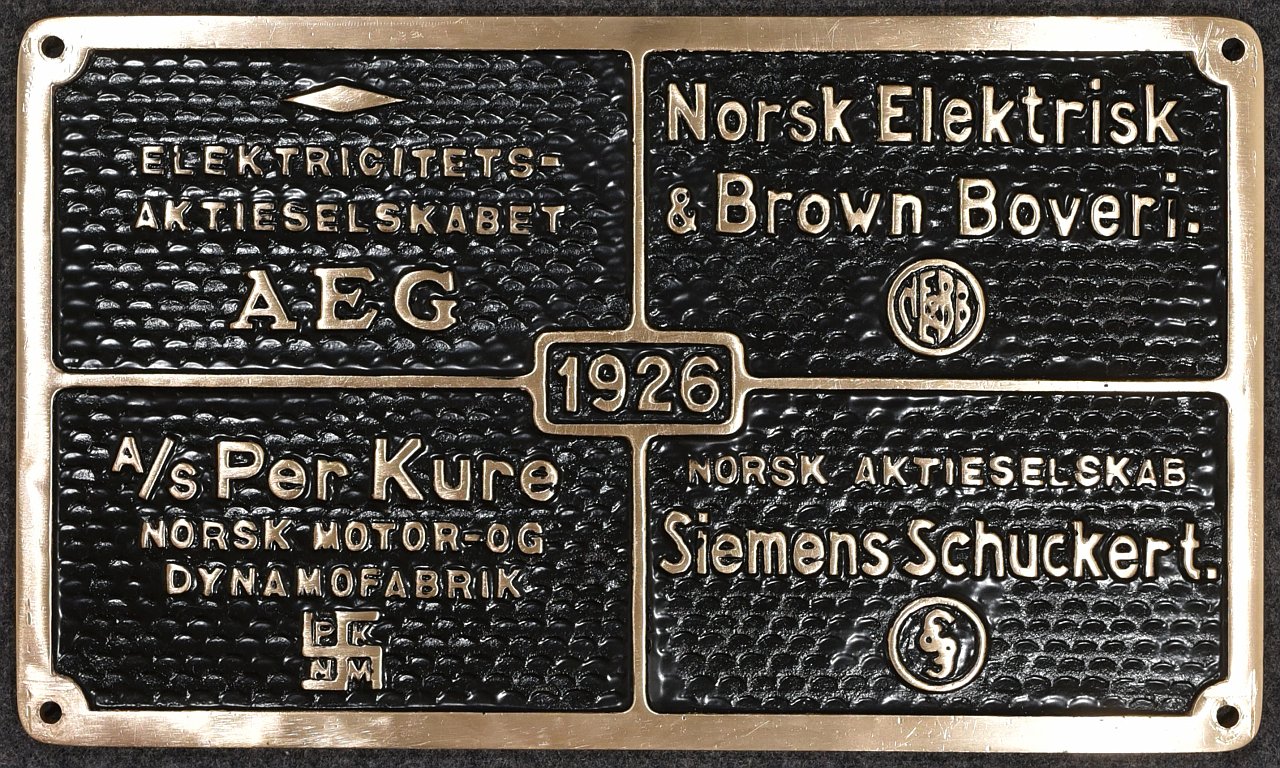 ELEKTRICITETS-
AKTIESELSKABET
AEG
Norsk Elektrisk
& Brown Boveri.
NEBB
1926
A/s Per Kure
NORSK MOTOR-OG
DYNAMOFABRIK
PK
NM
NORSK AKTIESELSKAB
Siemens Schuckert.